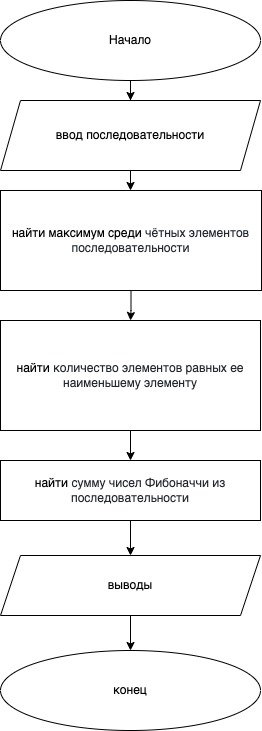 Начало
ввод последовательности
найти максимум среди чётных элементов
последовательности
найти количество элементов равных ее
наименьшему элементу
найти сумму чисел Фибоначчи из
последовательности
выводы
конец